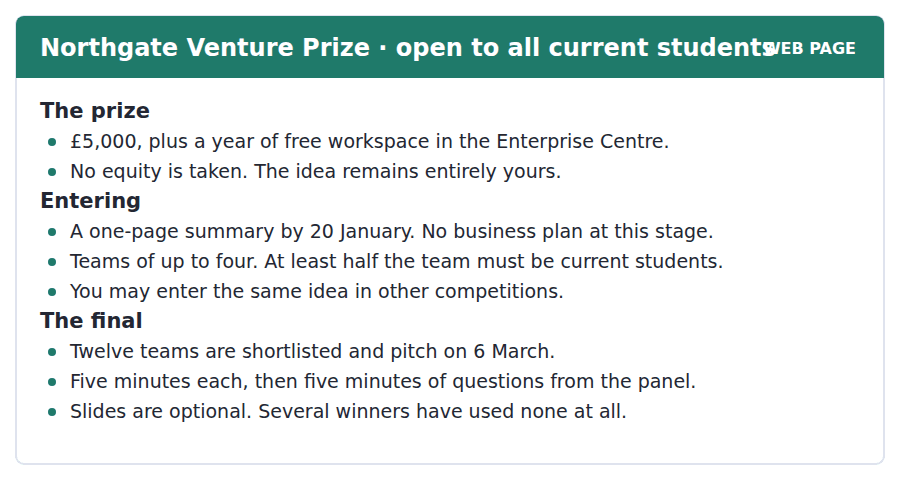 Northgate Venture Prize · open to all current students
WEB PAGE
The prize
£5,000, plus a year of free workspace in the Enterprise Centre.
No equity is taken. The idea remains entirely yours.
Entering
A one-page summary by 20 January. No business plan at this stage.
Teams of up to four. At least half the team must be current students.
You may enter the same idea in other competitions.
The final
Twelve teams are shortlisted and pitch on 6 March.
Five minutes each, then five minutes of questions from the panel.
Slides are optional. Several winners have used none at all.